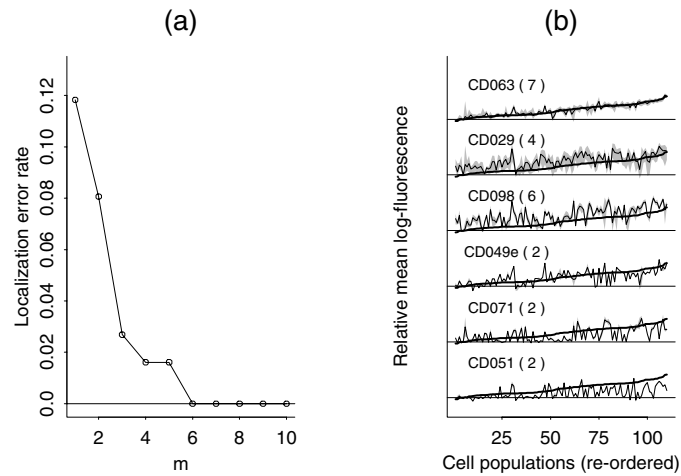 (a)
Localization error rate
0.12
0.10
0.08
0.06
0.04
0.02
0.0
2 4 6 8 10
m
(b)
Relative mean log-fluorescence
CD063 ( 7 )
CD029 ( 4 )
CD098 ( 6 )
CD049e ( 2 )
CD071 ( 2 )
CD051 ( 2 )
25 50 75 100
Cell populations (re-ordered)